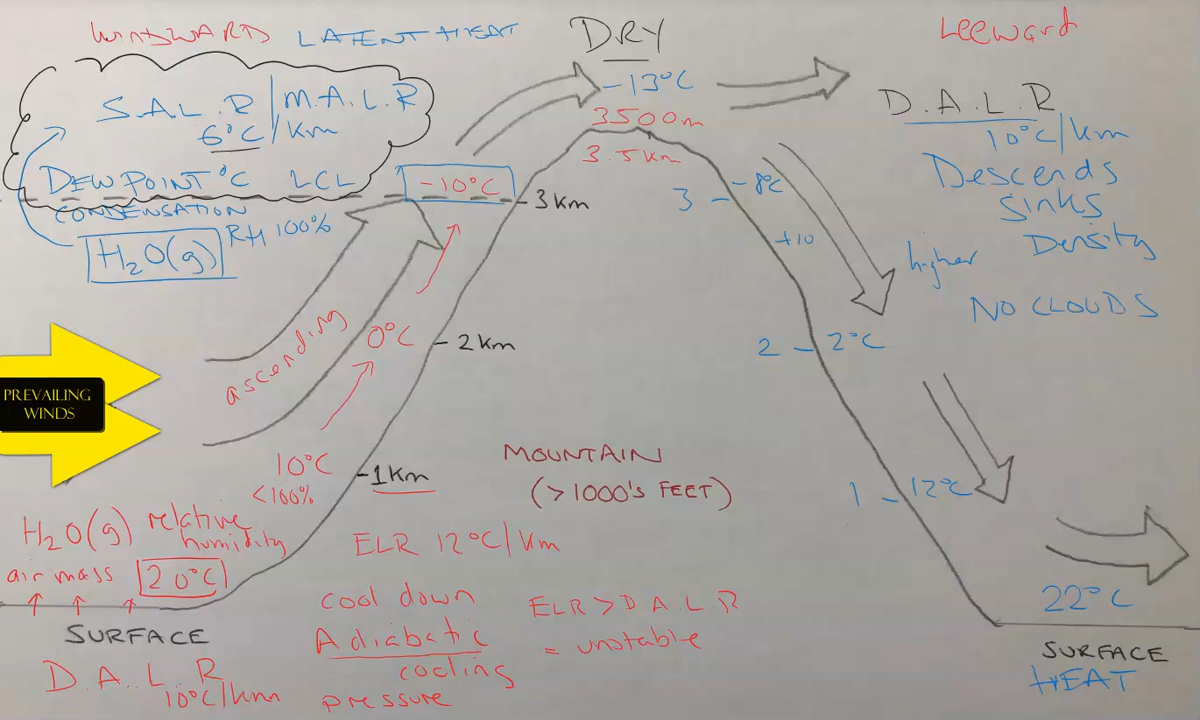 WINDWARD LATENT HEAT
DRY
Leeward
S.A.L.R/M.A.L.R
6°C/km
DEW POINT °C LCL
CONDENSATION
RH 100%
H₂O(g)
-10°C
-13°C
3500m
3.5km
D.A.L.R
10°C/km
Descends
Sinks
higher Density
NO CLOUDS
3km
3 - -8°C
+10
ascending
0°C
2km
2 - 2°C
PREVAILING
WINDS
10°C
<100%
1km
MOUNTAIN
(>1000's FEET)
1 - 12°C
H₂O(g) relative
humidity
air mass 20°C
ELR 12°C/km
SURFACE
cool down
Adiabatic
cooling
pressure
ELR > D.A.L.R
= unstable
D.A.L.R
10°C/km
22°C
SURFACE
HEAT